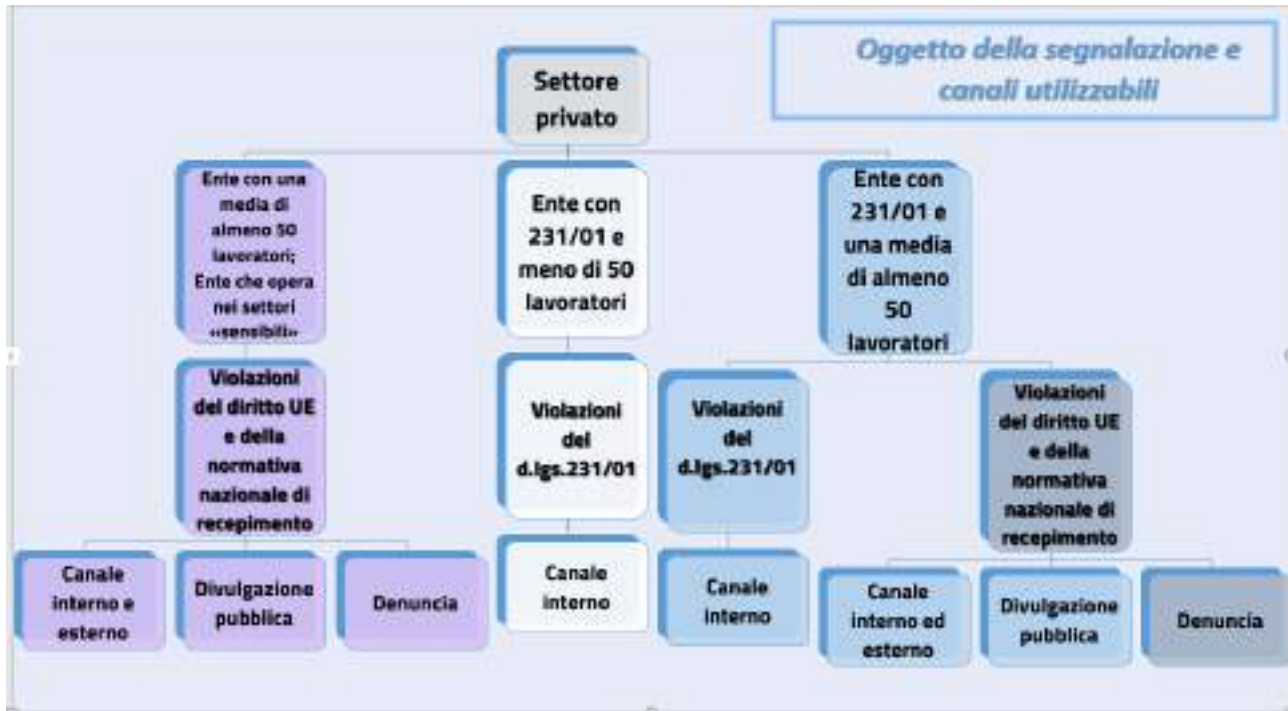 Oggetto della segnalazione e
canali utilizzabili
Settore
privato
Ente con una
media di
almeno 50
lavoratori;
Ente che opera
nei settori
«sensibili»
Ente con
231/01 e
meno di 50
lavoratori
Ente con
231/01 e
una media
di almeno
50
lavoratori
Violazioni
del diritto UE
e della
normativa
nazionale di
recepimento
Violazioni
del
d.lgs.231/01
Violazioni
del
d.lgs.231/01
Violazioni
del diritto UE
e della
normativa
nazionale di
recepimento
Canale
interno e
esterno
Divulgazione
pubblica
Denuncia
Canale
interno
Canale
interno
Canale
interno ed
esterno
Divulgazione
pubblica
Denuncia